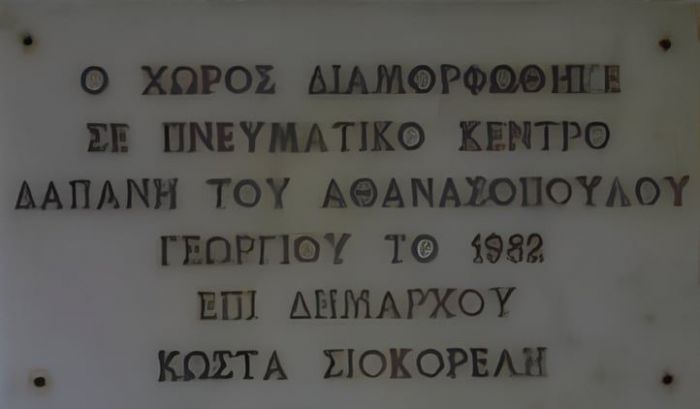 Ο ΧΩΡΟΣ ΔΙΑΜΟΡΦΩΘΗΚΕ
ΣΕ ΠΝΕΥΜΑΤΙΚΟ ΚΕΝΤΡΟ
ΔΑΠΑΝΗ ΤΟΥ ΑΘΑΝΑΣΟΠΟΥΛΟΥ
ΓΕΩΡΓΙΟΥ ΤΟ 1982
ΕΠΙ ΔΗΜΑΡΧΟΥ
ΚΩΣΤΑ ΣΙΟΚΟΡΕΛΗ